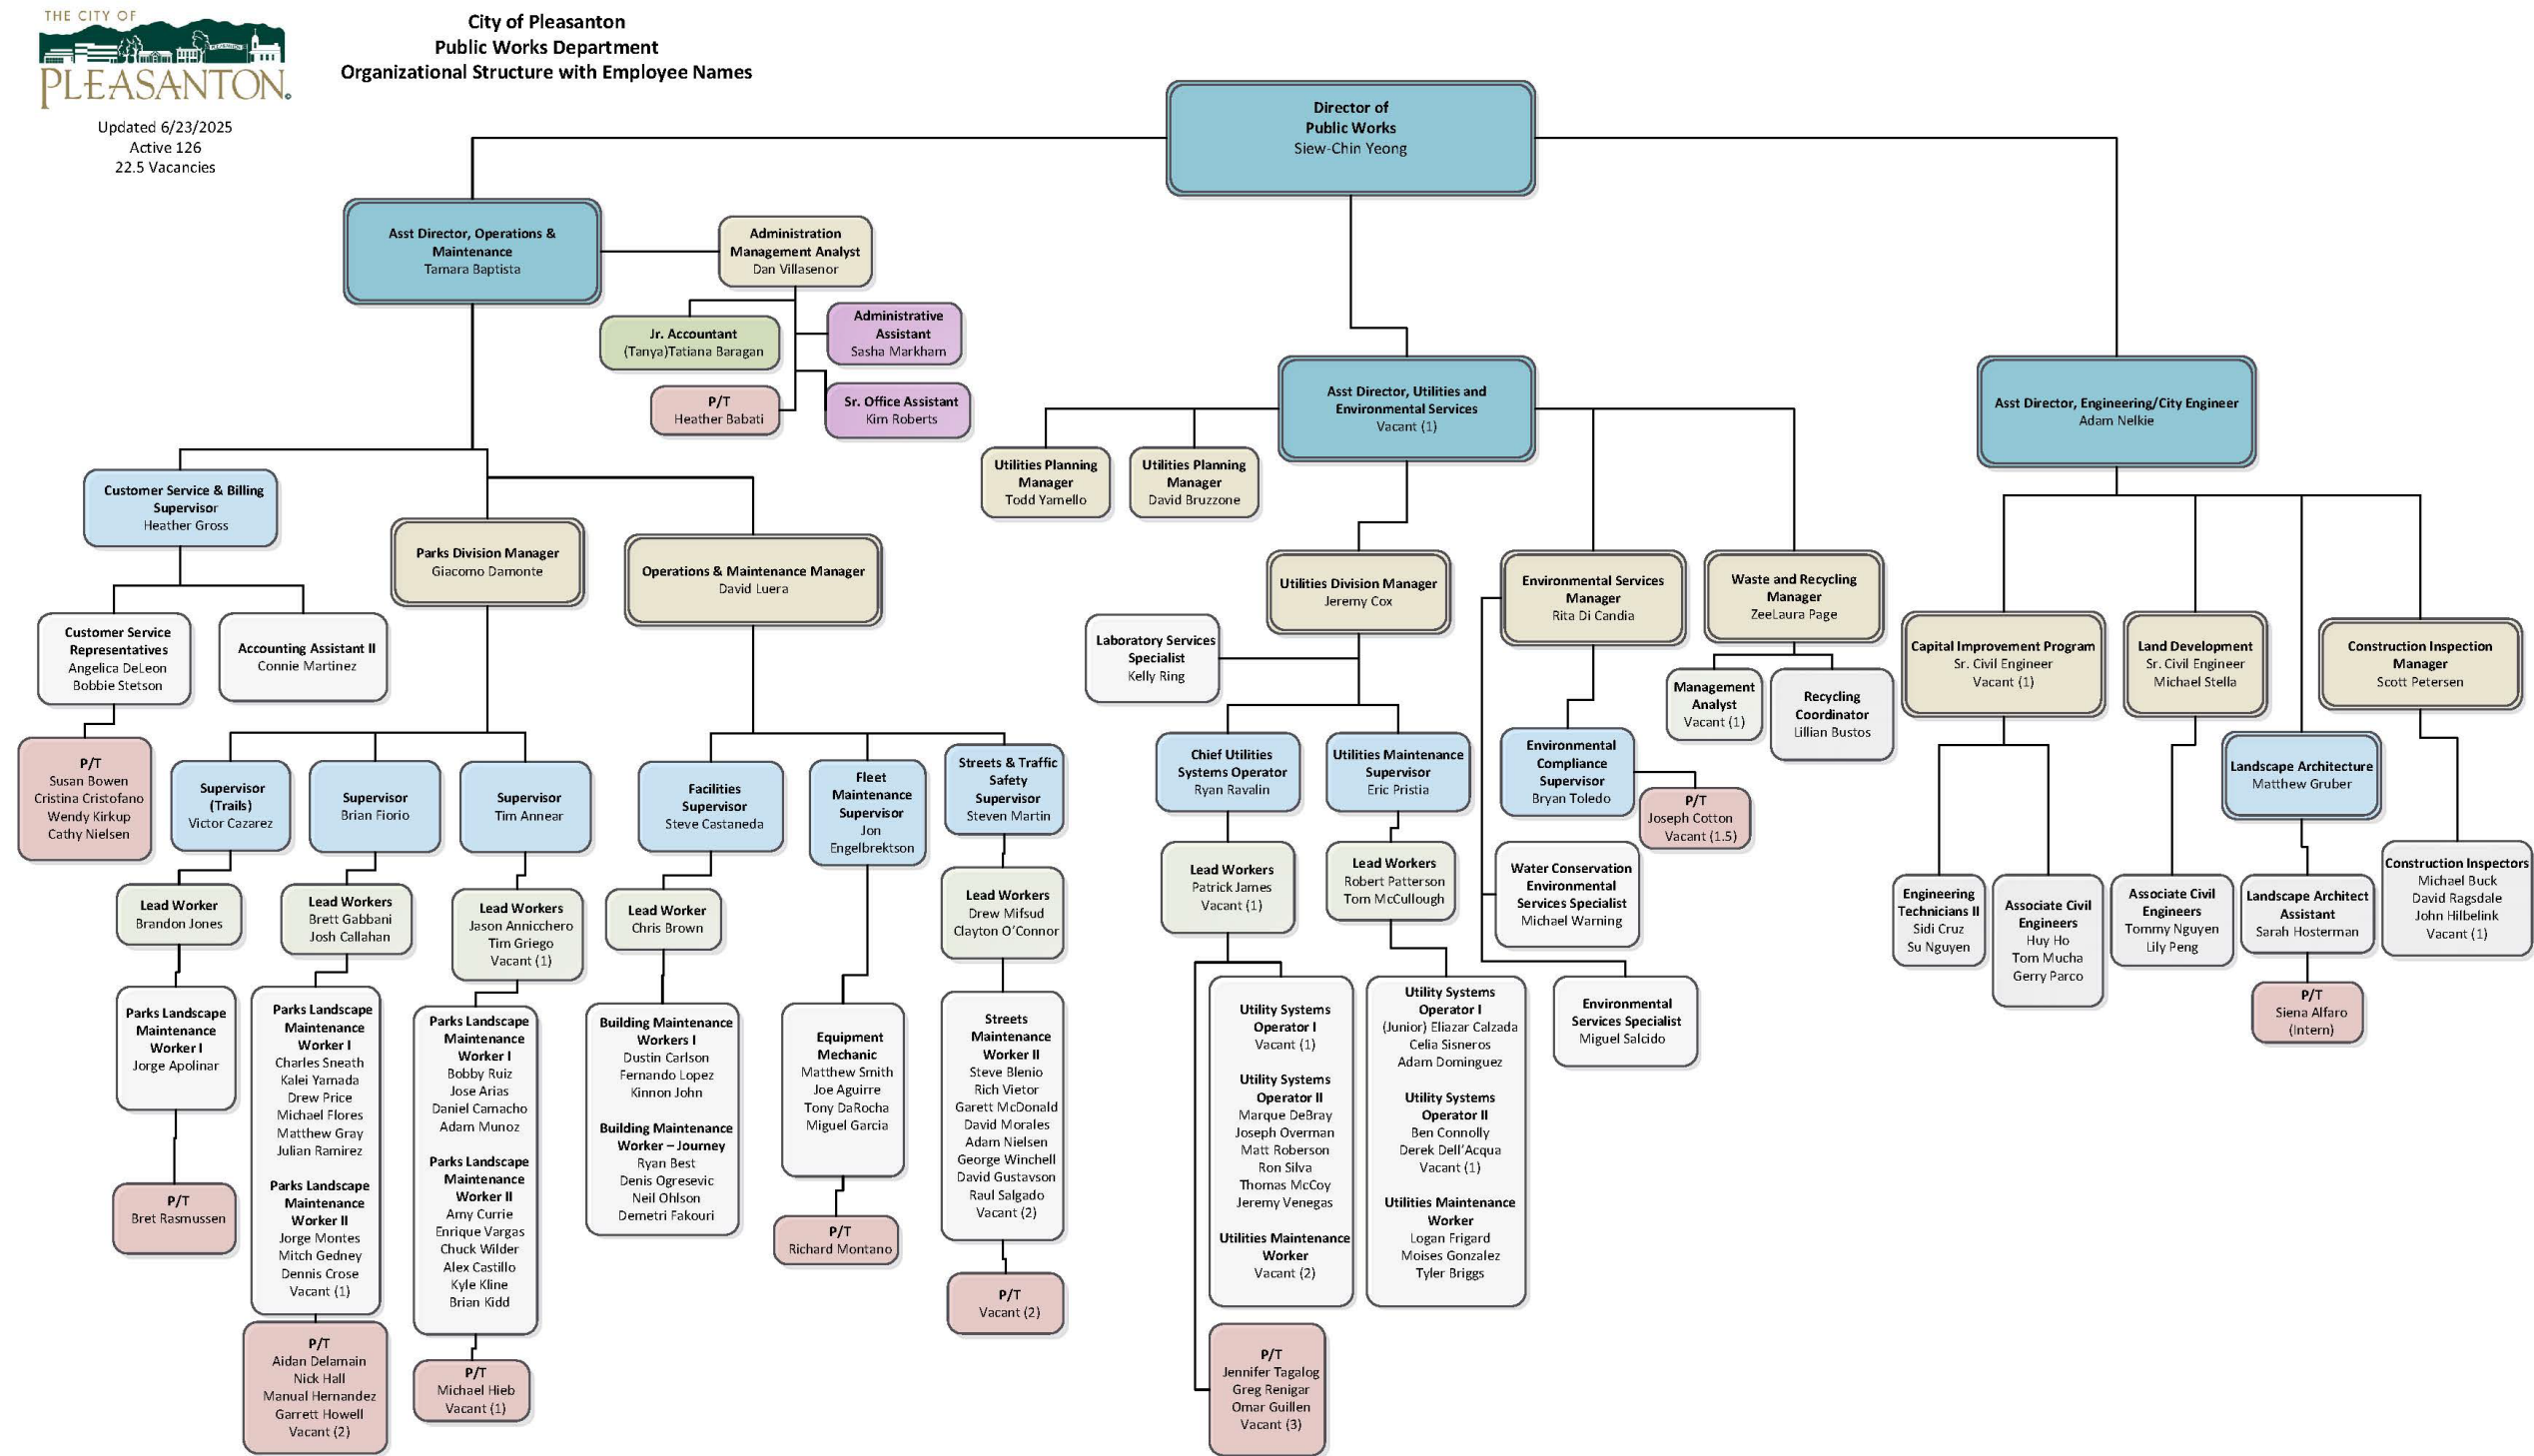 THE CITY OF
PLEASANTON
PLEASANTON.
Updated 6/23/2025
Active 126
22.5 Vacancies
City of Pleasanton
Public Works Department
Organizational Structure with Employee Names
Director of
Public Works
Siew-Chin Yeong
Asst Director, Operations &
Maintenance
Tamara Baptista
Administration
Management Analyst
Dan Villasenor
Jr. Accountant
(Tanya)Tatiana Baragan
Administrative
Assistant
Sasha Markham
P/T
Heather Babati
Sr. Office Assistant
Kim Roberts
Asst Director, Utilities and
Environmental Services
Vacant (1)
Asst Director, Engineering/City Engineer
Adam Nelkie
Customer Service & Billing
Supervisor
Heather Gross
Parks Division Manager
Giacomo Damonte
Operations & Maintenance Manager
David Luera
Customer Service
Representatives
Angelica DeLeon
Bobbie Stetson
Accounting Assistant II
Connie Martinez
P/T
Susan Bowen
Cristina Cristofano
Wendy Kirkup
Cathy Nielsen
Supervisor
(Trails)
Victor Cazarez
Supervisor
Brian Fiorio
Supervisor
Tim Annear
Facilities
Supervisor
Steve Castaneda
Fleet
Maintenance
Supervisor
Jon
Engelbrektson
Streets & Traffic
Safety
Supervisor
Steven Martin
Lead Worker
Brandon Jones
Lead Workers
Brett Gabbani
Josh Callahan
Lead Workers
Jason Annicchero
Tim Griego
Vacant (1)
Lead Worker
Chris Brown
Lead Workers
Drew Mifsud
Clayton O'Connor
Parks Landscape
Maintenance
Worker I
Jorge Apolinar
Parks Landscape
Maintenance
Worker I
Charles Sneath
Kalei Yamada
Drew Price
Michael Flores
Matthew Gray
Julian Ramirez
Parks Landscape
Maintenance
Worker II
Jorge Montes
Mitch Gedney
Dennis Crose
Vacant (1)
Parks Landscape
Maintenance
Worker I
Bobby Ruiz
Jose Arias
Daniel Camacho
Adam Munoz
Parks Landscape
Maintenance
Worker II
Amy Currie
Enrique Vargas
Chuck Wilder
Alex Castillo
Kyle Kline
Brian Kidd
Building Maintenance
Workers I
Dustin Carlson
Fernando Lopez
Kinnon John
Building Maintenance
Worker – Journey
Ryan Best
Denis Ogresevic
Neil Ohlson
Demetri Fakouri
Equipment
Mechanic
Matthew Smith
Joe Aguirre
Tony DaRocha
Miguel Garcia
Streets
Maintenance
Worker II
Steve Blenio
Rich Vietor
Garett McDonald
David Morales
Adam Nielsen
George Winchell
David Gustavson
Raul Salgado
Vacant (2)
P/T
Bret Rasmussen
P/T
Aidan Delamain
Nick Hall
Manual Hernandez
Garrett Howell
Vacant (2)
P/T
Michael Hieb
Vacant (1)
P/T
Richard Montano
P/T
Vacant (2)
Utilities Planning
Manager
Todd Yamello
Utilities Planning
Manager
David Bruzzone
Utilities Division Manager
Jeremy Cox
Environmental Services
Manager
Rita Di Candia
Waste and Recycling
Manager
ZeeLaura Page
Laboratory Services
Specialist
Kelly Ring
Management
Analyst
Vacant (1)
Recycling
Coordinator
Lillian Bustos
Chief Utilities
Systems Operator
Ryan Ravalin
Utilities Maintenance
Supervisor
Eric Pristia
Environmental
Compliance
Supervisor
Bryan Toledo
P/T
Joseph Cotton
Vacant (1.5)
Lead Workers
Patrick James
Vacant (1)
Lead Workers
Robert Patterson
Tom McCullough
Water Conservation
Environmental
Services Specialist
Michael Warning
Utility Systems
Operator I
Vacant (1)
Utility Systems
Operator II
Marque DeBray
Joseph Overman
Matt Roberson
Ron Silva
Thomas McCoy
Jeremy Venegas
Utilities Maintenance
Worker
Vacant (2)
Utility Systems
Operator I
(Junior) Eliazar Calzada
Celia Sisneros
Adam Dominguez
Utility Systems
Operator II
Ben Connolly
Derek Dell'Acqua
Vacant (1)
Utilities Maintenance
Worker
Logan Frigard
Moises Gonzalez
Tyler Briggs
Environmental
Services Specialist
Miguel Salcido
P/T
Jennifer Tagalog
Greg Renigar
Omar Guillen
Vacant (3)
Capital Improvement Program
Sr. Civil Engineer
Vacant (1)
Land Development
Sr. Civil Engineer
Michael Stella
Construction Inspection
Manager
Scott Petersen
Landscape Architecture
Matthew Gruber
Engineering
Technicians II
Sidi Cruz
Su Nguyen
Associate Civil
Engineers
Huy Ho
Tom Mucha
Gerry Parco
Associate Civil
Engineers
Tommy Nguyen
Lily Peng
Landscape Architect
Assistant
Sarah Hosterman
Construction Inspectors
Michael Buck
David Ragsdale
John Hilbelink
Vacant (1)
P/T
Siena Alfaro
(Intern)